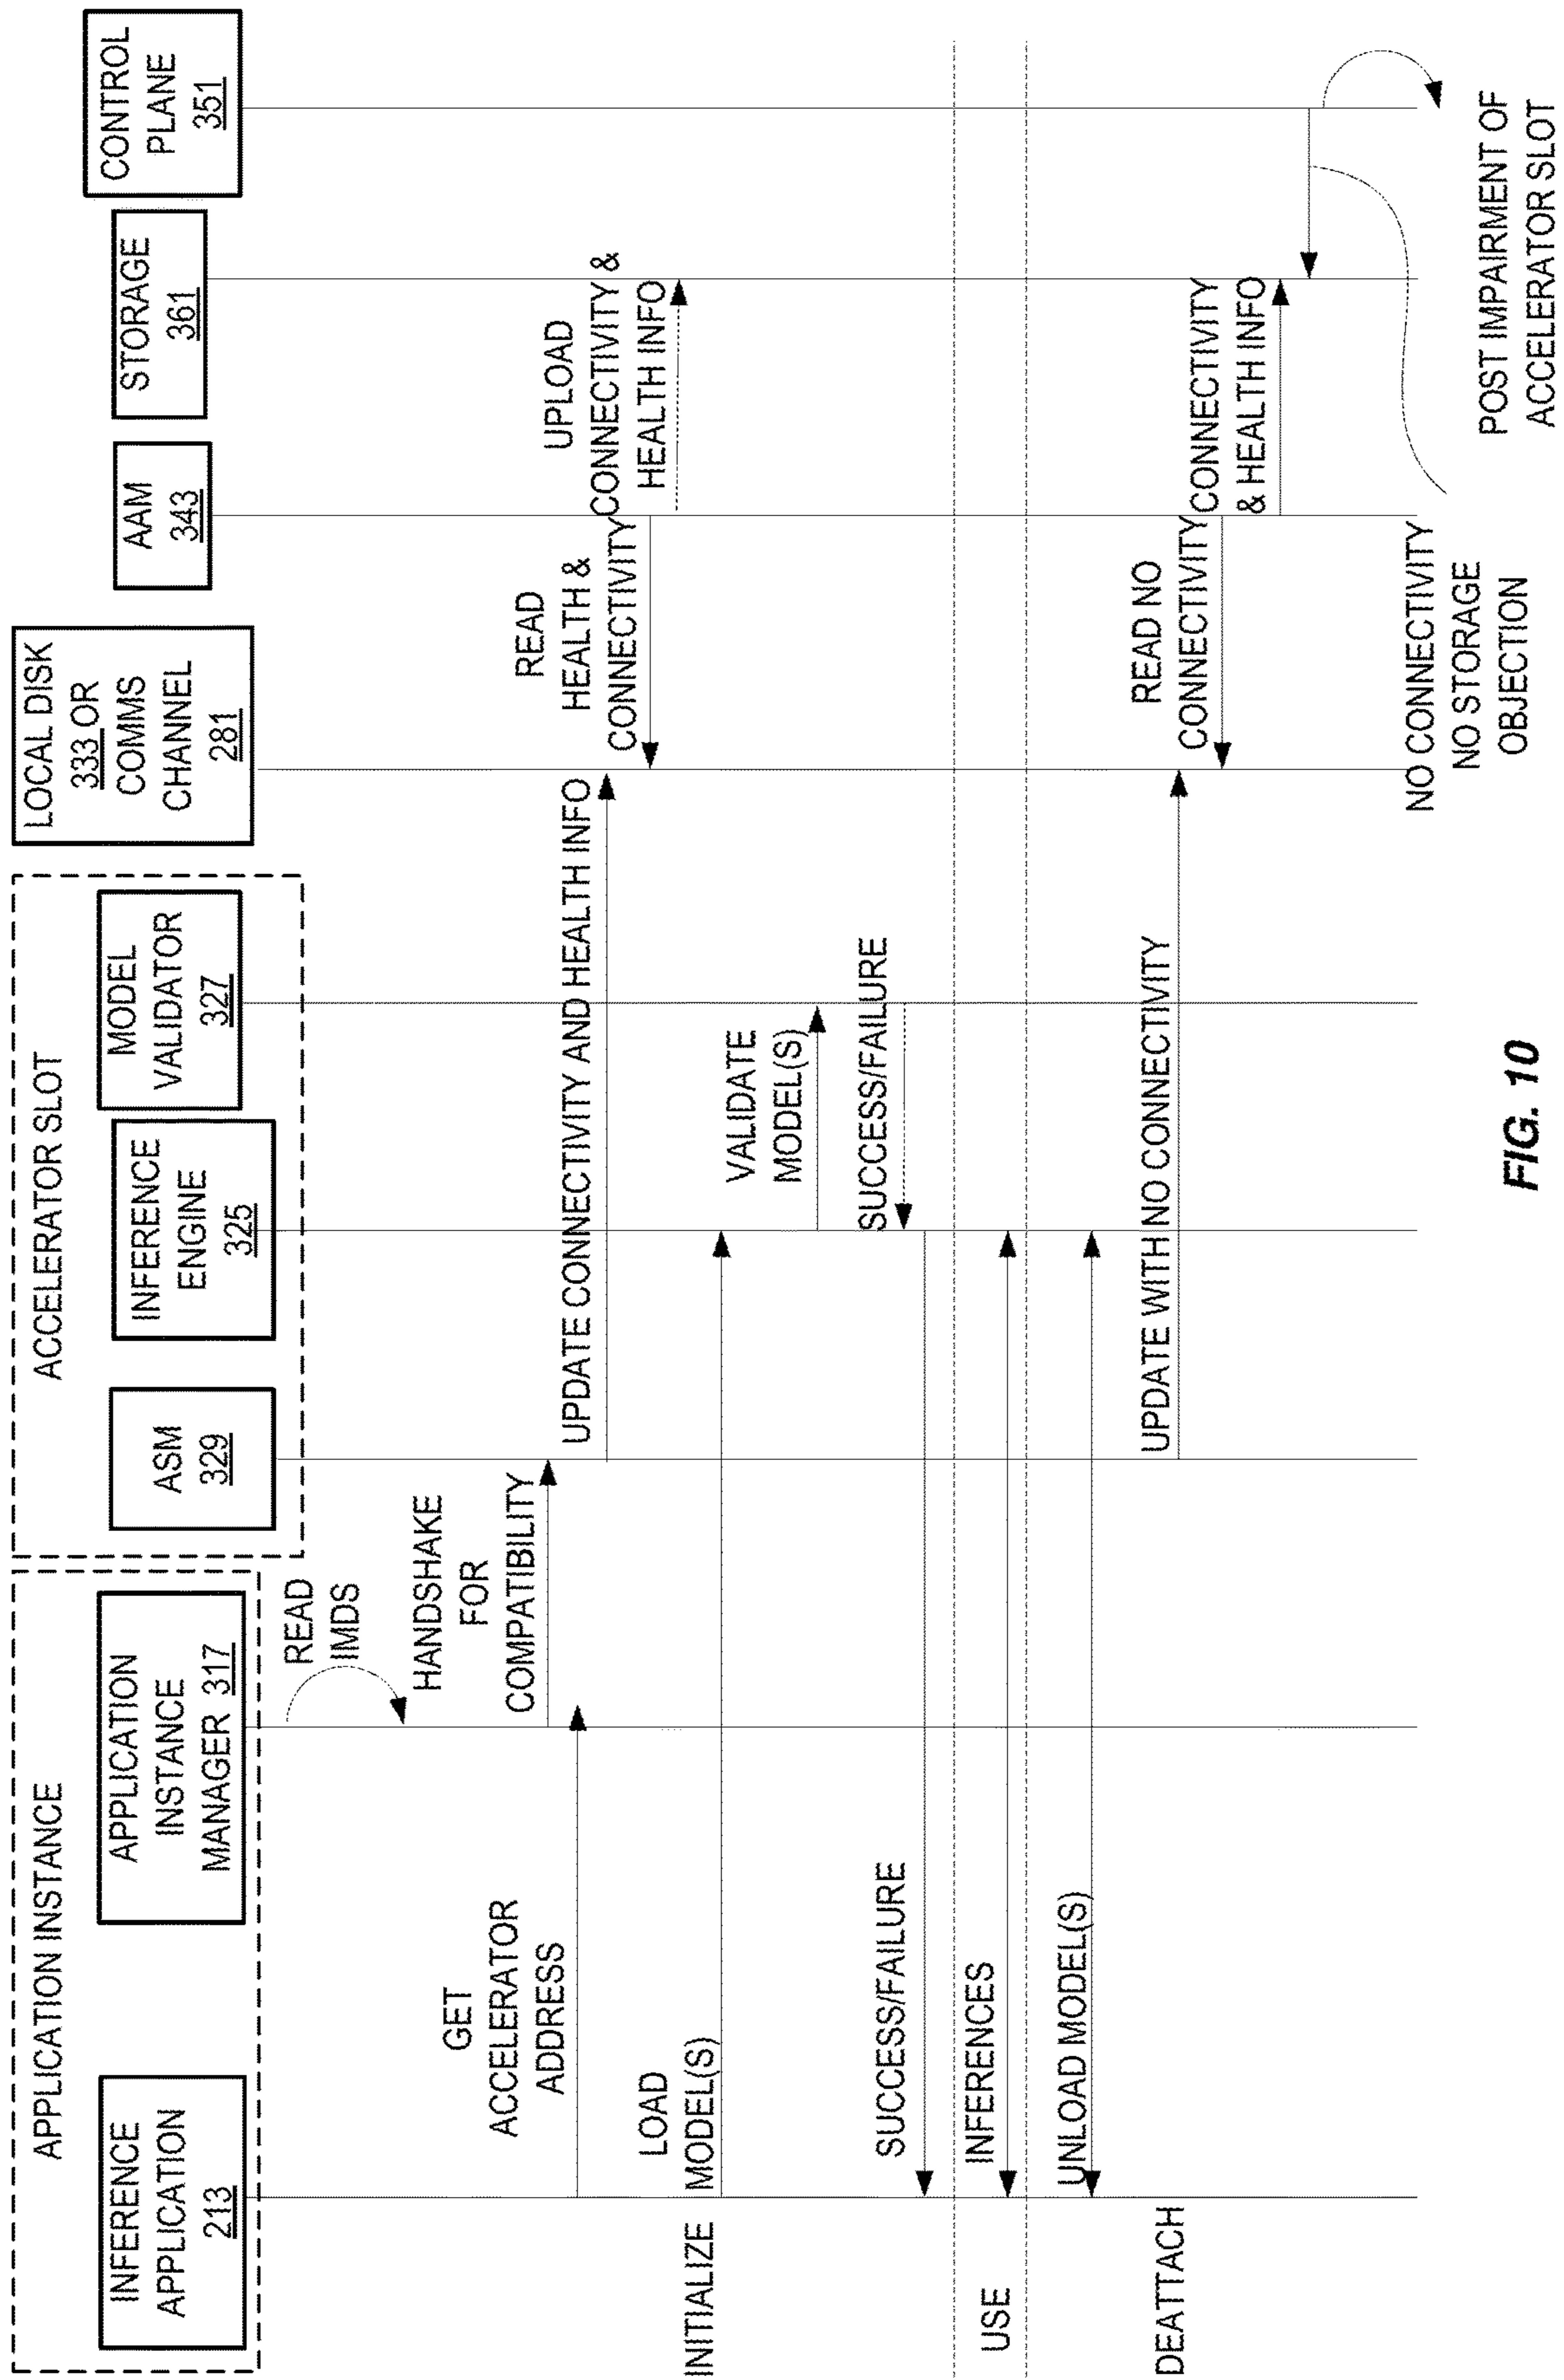 APPLICATION INSTANCE
INFERENCE
APPLICATION
213
APPLICATION
INSTANCE
MANAGER 317
ACCELERATOR SLOT
ASM
329
INFERENCE
ENGINE
325
MODEL
VALIDATOR
327
LOCAL DISK
333 OR
COMMS
CHANNEL
281
AAM
343
STORAGE
361
CONTROL
PLANE
351
READ
IMDS
HANDSHAKE
FOR
COMPATIBILITY
GET
ACCELERATOR
ADDRESS
UPDATE CONNECTIVITY AND HEALTH INFO
READ
HEALTH &
CONNECTIVITY
UPLOAD
CONNECTIVITY &
HEALTH INFO
INITIALIZE
LOAD
MODEL(S)
VALIDATE
MODEL(S)
SUCCESS/FAILURE
SUCCESS/FAILURE
USE
INFERENCES
UNLOAD MODEL(S)
DEATTACH
UPDATE WITH NO CONNECTIVITY
READ NO
CONNECTIVITY
CONNECTIVITY
& HEALTH INFO
NO CONNECTIVITY
NO STORAGE
OBJECTION
POST IMPAIRMENT OF
ACCELERATOR SLOT
FIG. 10